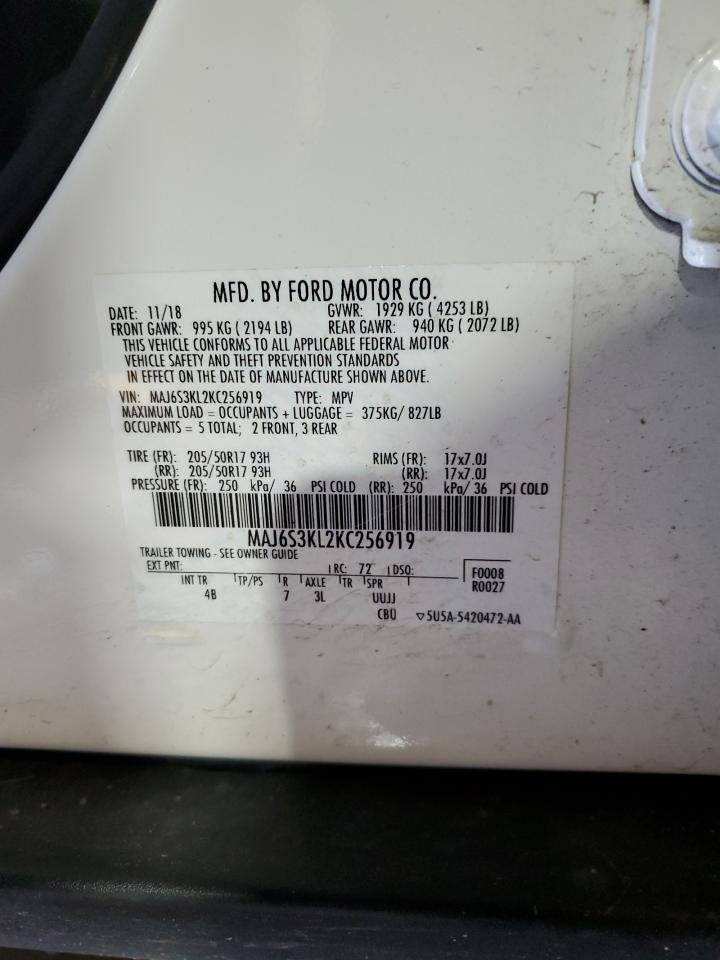 MFD. BY FORD MOTOR CO.
DATE: 11/18 GVWR: 1929 KG ( 4253 LB)
FRONT GAWR: 995 KG ( 2194 LB) REAR GAWR: 940 KG ( 2072 LB)
THIS VEHICLE CONFORMS TO ALL APPLICABLE FEDERAL MOTOR
VEHICLE SAFETY AND THEFT PREVENTION STANDARDS
IN EFFECT ON THE DATE OF MANUFACTURE SHOWN ABOVE.
VIN: MAJ6S3KL2KC256919 TYPE: MPV
MAXIMUM LOAD = OCCUPANTS + LUGGAGE = 375KG/ 827LB
OCCUPANTS = 5 TOTAL; 2 FRONT, 3 REAR
TIRE (FR): 205/50R17 93H RIMS (FR): 17x7.0J
(RR): 205/50R17 93H (RR): 17x7.0J
PRESSURE (FR): 250 kPa/ 36 PSI COLD (RR): 250 kPa/ 36 PSI COLD
MAJ6S3KL2KC256919
TRAILER TOWING - SEE OWNER GUIDE
EXT PNT: RC: 72 DSO: F0008
INT TR TP/PS R AXLE TR SPR R0027
4B 7 3L UUJJ
CBU ▽5U5A-5420472-AA